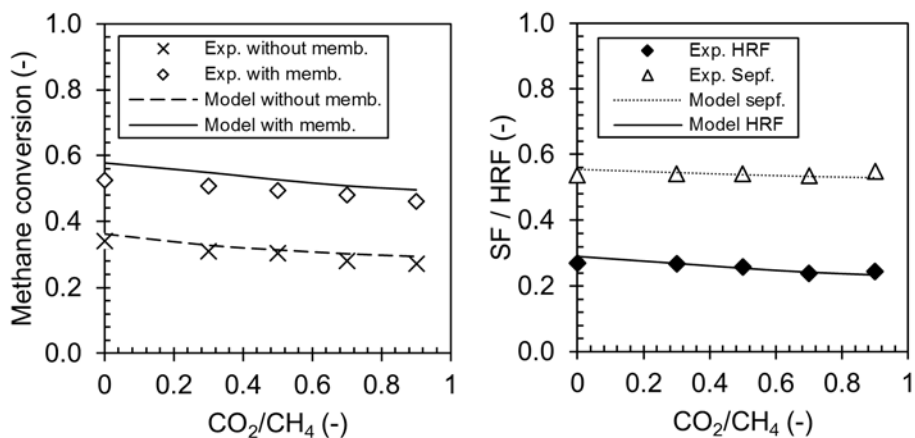 Methane conversion (-)
1.0
0.8
0.6
0.4
0.2
0.0
Exp. without memb.
Exp. with memb.
Model without memb.
Model with memb.
0 0.2 0.4 0.6 0.8 1
CO₂/CH₄ (-)
SF / HRF (-)
1.0
0.8
0.6
0.4
0.2
0.0
Exp. HRF
Exp. Sepf.
Model sepf.
Model HRF
0 0.2 0.4 0.6 0.8 1
CO₂/CH₄ (-)